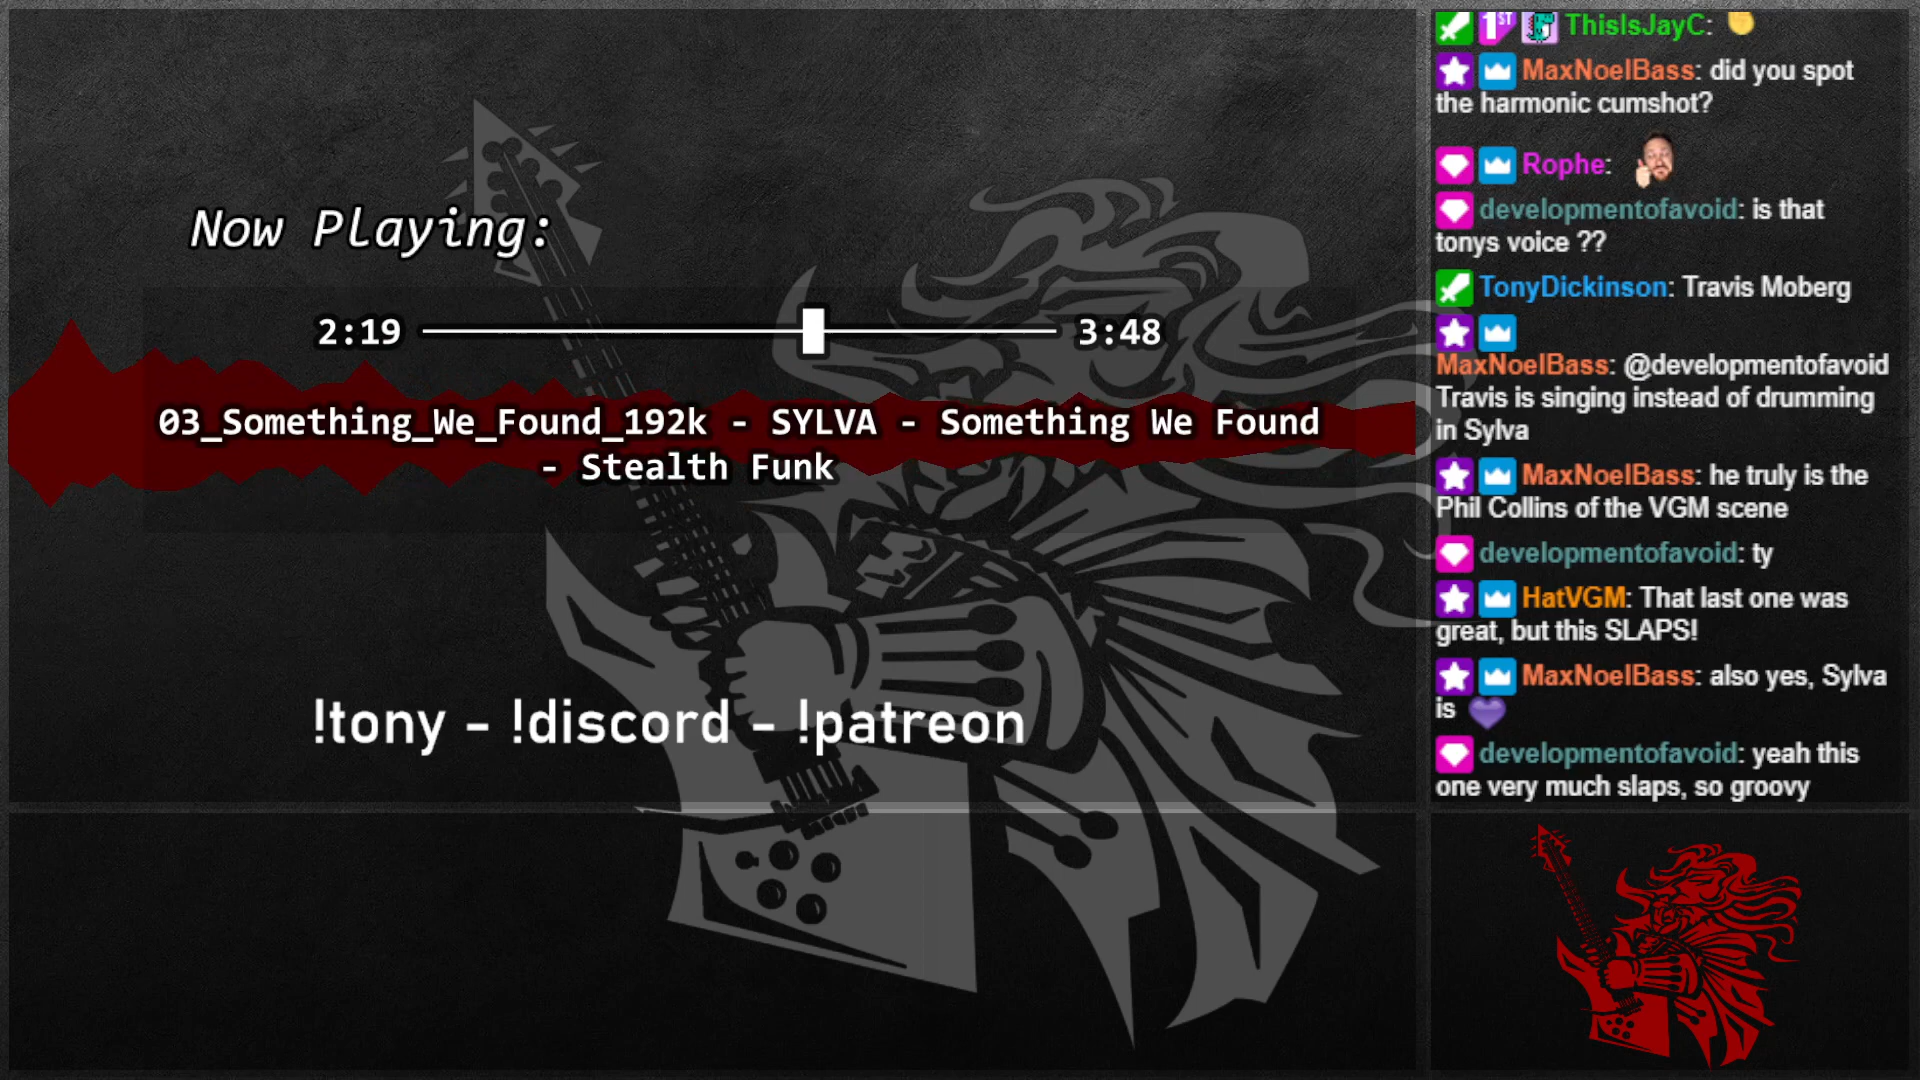 Now Playing:
2:19 3:48
03_Something_We_Found_192k - SYLVA - Something We Found
- Stealth Funk
!tony - !discord - !patreon
1ST ThisIsJayC:
MaxNoelBass: did you spot
the harmonic cumshot?
Rophe:
developmentofavoid: is that
tonys voice ??
TonyDickinson: Travis Moberg
MaxNoelBass: @developmentofavoid
Travis is singing instead of drumming
in Sylva
MaxNoelBass: he truly is the
Phil Collins of the VGM scene
developmentofavoid: ty
HatVGM: That last one was
great, but this SLAPS!
MaxNoelBass: also yes, Sylva
is
developmentofavoid: yeah this
one very much slaps, so groovy